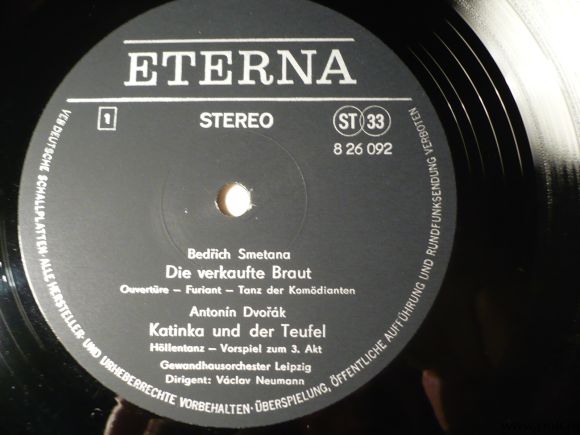 ETERNA
1 STEREO ST 33
8 26 092
Bedřich Smetana
Die verkaufte Braut
Ouvertüre – Furiant – Tanz der Komödianten
Antonín Dvořák
Katinka und der Teufel
Höllentanz – Vorspiel zum 3. Akt
Gewandhausorchester Leipzig
Dirigent: Václav Neumann
VEB DEUTSCHE SCHALLPLATTEN · ALLE HERSTELLER- UND URHEBERRECHTE VORBEHALTEN · ÜBERSPIELUNG, ÖFFENTLICHE AUFFÜHRUNG UND RUNDFUNKSENDUNG VERBOTEN